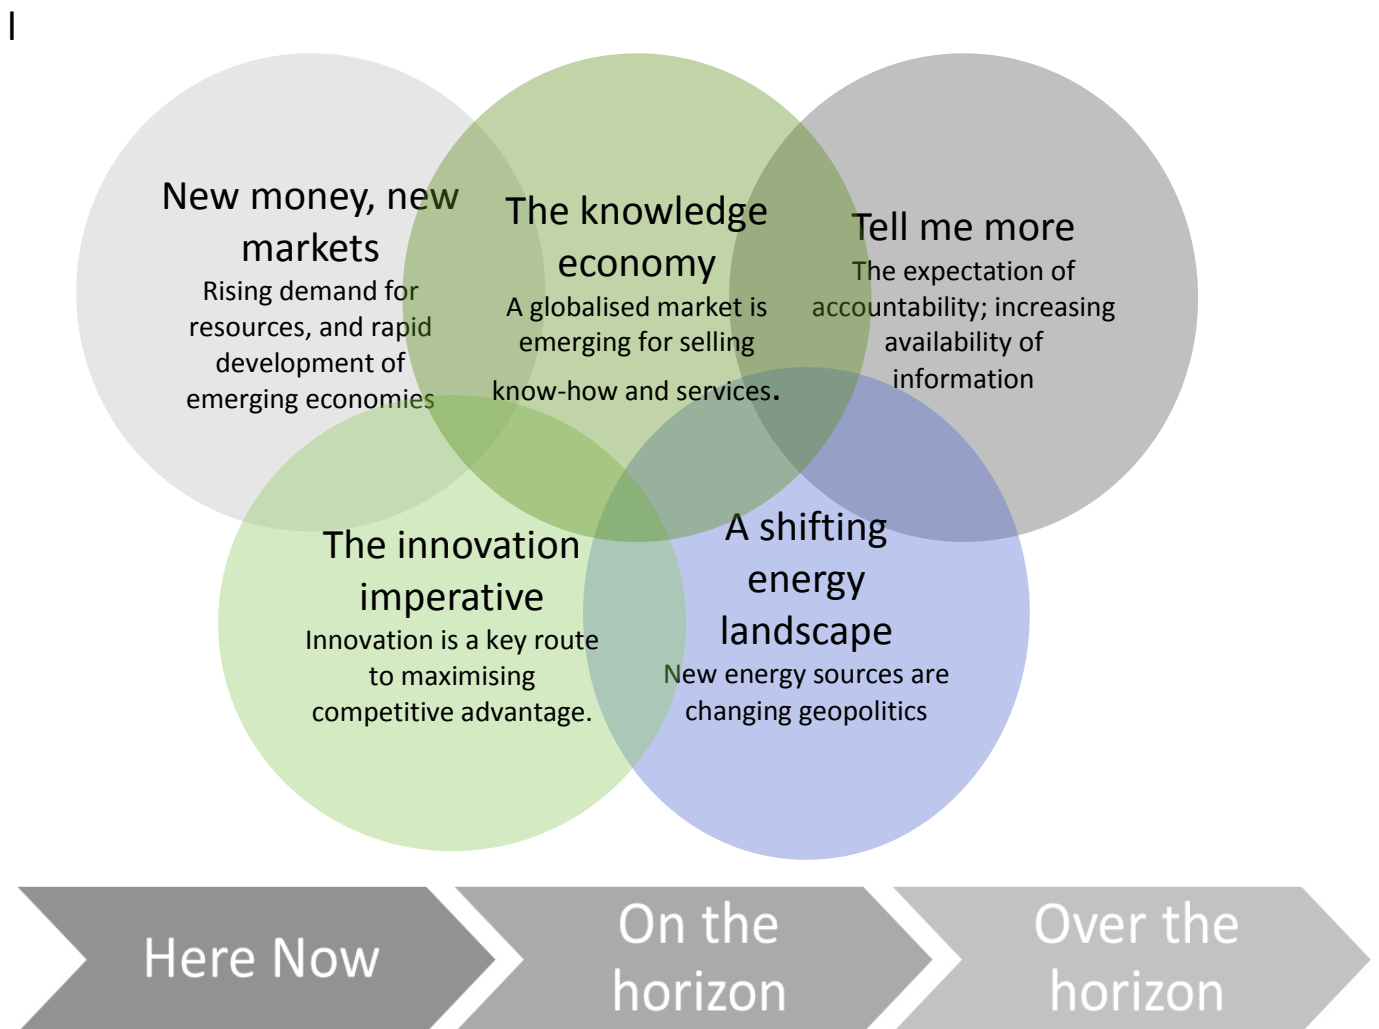 I
New money, new
markets
Rising demand for
resources, and rapid
development of
emerging economies
The knowledge
economy
A globalised market is
emerging for selling
know-how and services.
Tell me more
The expectation of
accountability; increasing
availability of
information
The innovation
imperative
Innovation is a key route
to maximising
competitive advantage.
A shifting
energy
landscape
New energy sources are
changing geopolitics
Here Now
On the
horizon
Over the
horizon